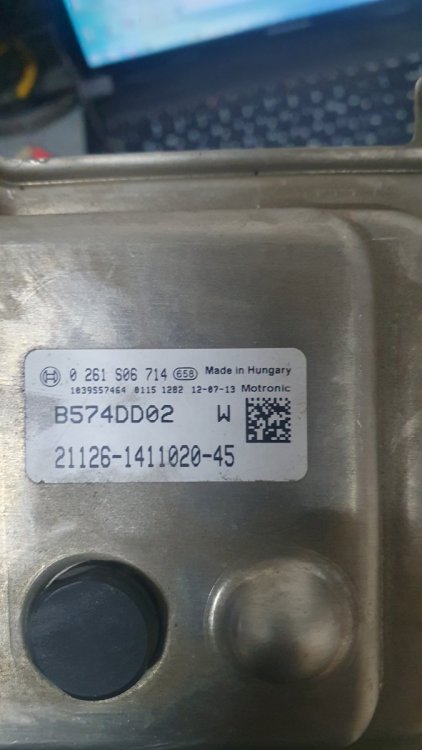 0 261 S06 714 658 Made in Hungary
1039S57464 0115 1282 12-07-13 Motronic
B574DD02 W
21126-1411020-45